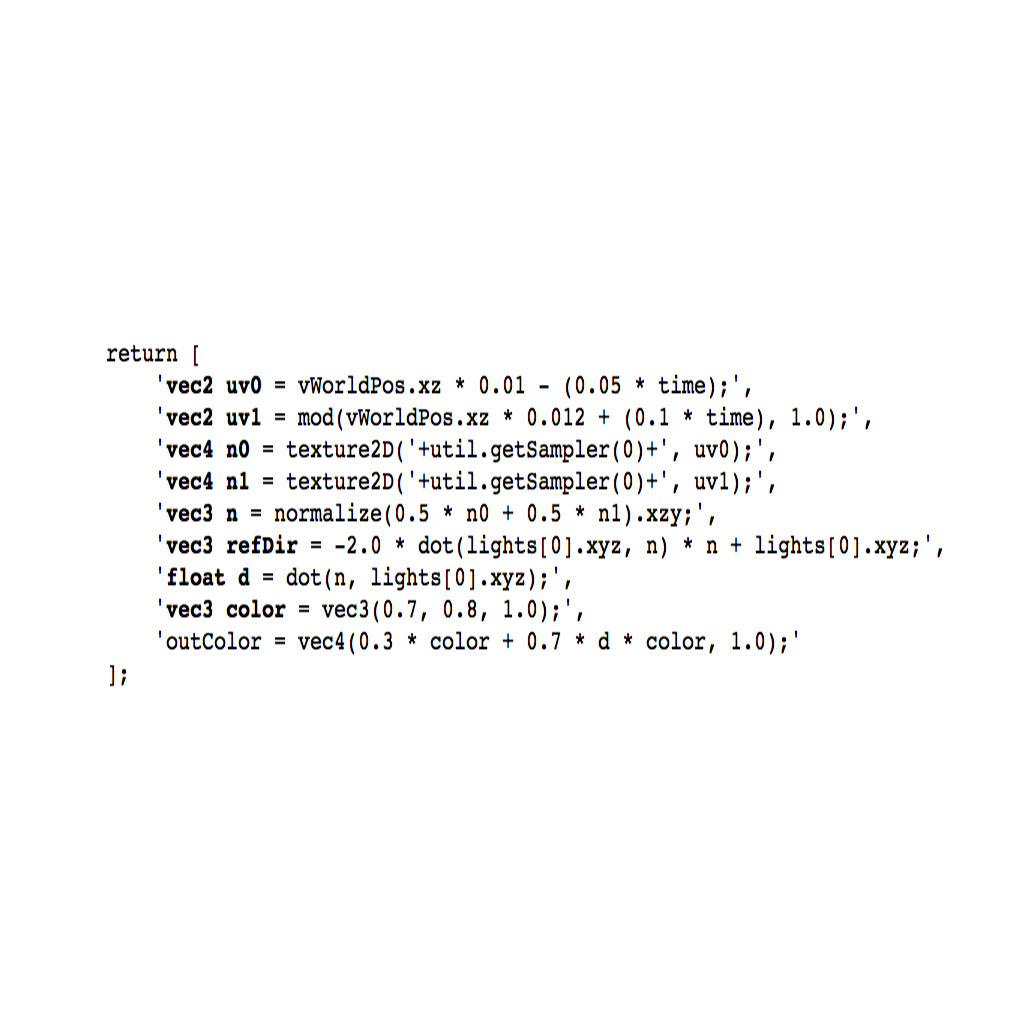 return [
    'vec2 uv0 = vWorldPos.xz * 0.01 - (0.05 * time);',
    'vec2 uv1 = mod(vWorldPos.xz * 0.012 + (0.1 * time), 1.0);',
    'vec4 n0 = texture2D('+util.getSampler(0)+', uv0);',
    'vec4 n1 = texture2D('+util.getSampler(0)+', uv1);',
    'vec3 n = normalize(0.5 * n0 + 0.5 * n1).xzy;',
    'vec3 refDir = -2.0 * dot(lights[0].xyz, n) * n + lights[0].xyz;',
    'float d = dot(n, lights[0].xyz);',
    'vec3 color = vec3(0.7, 0.8, 1.0);',
    'outColor = vec4(0.3 * color + 0.7 * d * color, 1.0);'
];